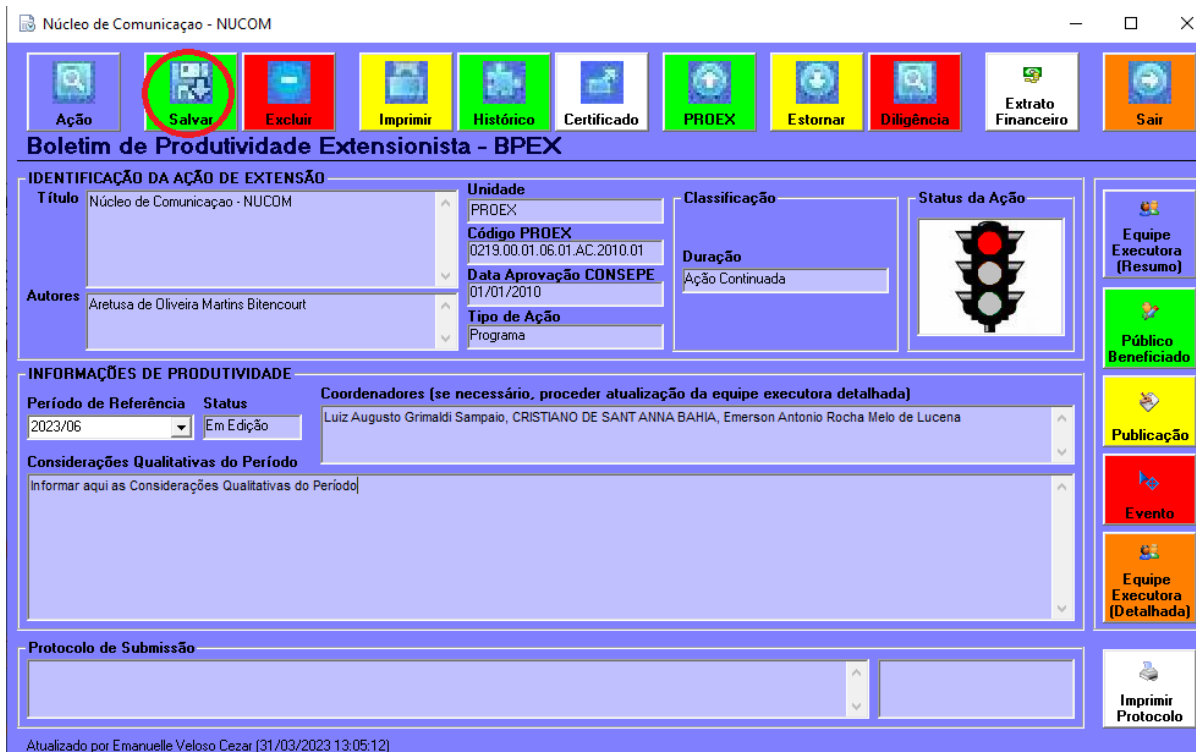 Núcleo de Comunicaçao - NUCOM
Ação
Salvar
Excluir
Imprimir
Histórico
Certificado
PROEX
Estornar
Diligência
Extrato
Financeiro
Sair
Boletim de Produtividade Extensionista - BPEX
IDENTIFICAÇÃO DA AÇÃO DE EXTENSÃO
Título
Núcleo de Comunicaçao - NUCOM
Autores
Aretusa de Oliveira Martins Bitencourt
Unidade
PROEX
Código PROEX
0219.00.01.06.01.AC.2010.01
Data Aprovação CONSEPE
01/01/2010
Tipo de Ação
Programa
Classificação
Duração
Ação Continuada
Status da Ação
Equipe
Executora
(Resumo)
Público
Beneficiado
Publicação
Evento
Equipe
Executora
(Detalhada)
INFORMAÇÕES DE PRODUTIVIDADE
Período de Referência
2023/06
Status
Em Edição
Coordenadores (se necessário, proceder atualização da equipe executora detalhada)
Luiz Augusto Grimaldi Sampaio, CRISTIANO DE SANT ANNA BAHIA, Emerson Antonio Rocha Melo de Lucena
Considerações Qualitativas do Período
Informar aqui as Considerações Qualitativas do Período
Protocolo de Submissão
Imprimir
Protocolo
Atualizado por Emanuelle Veloso Cezar (31/03/2023 13:05:12)